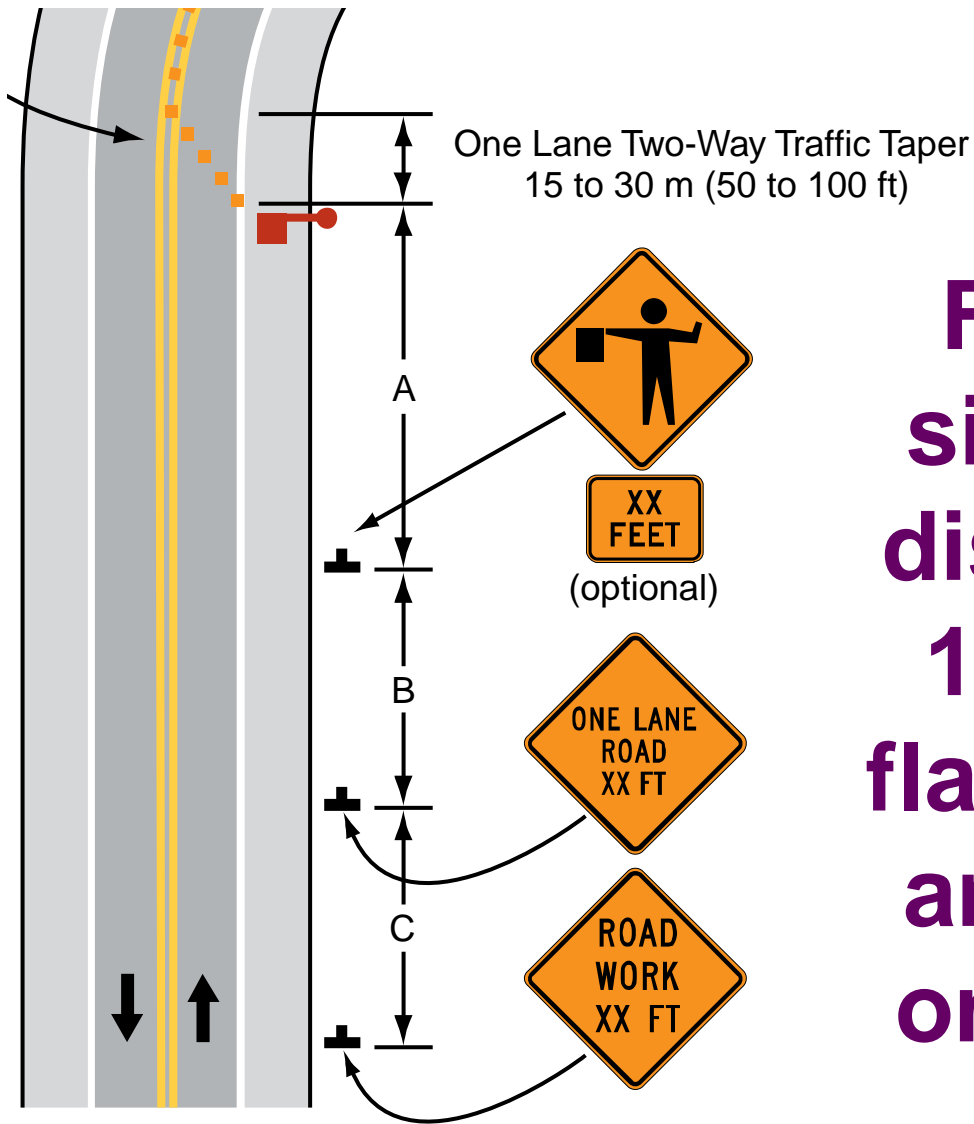 One Lane Two-Way Traffic Taper
15 to 30 m (50 to 100 ft)
A
XX
FEET
(optional)
B
ONE LANE
ROAD
XX FT
C
ROAD
WORK
XX FT